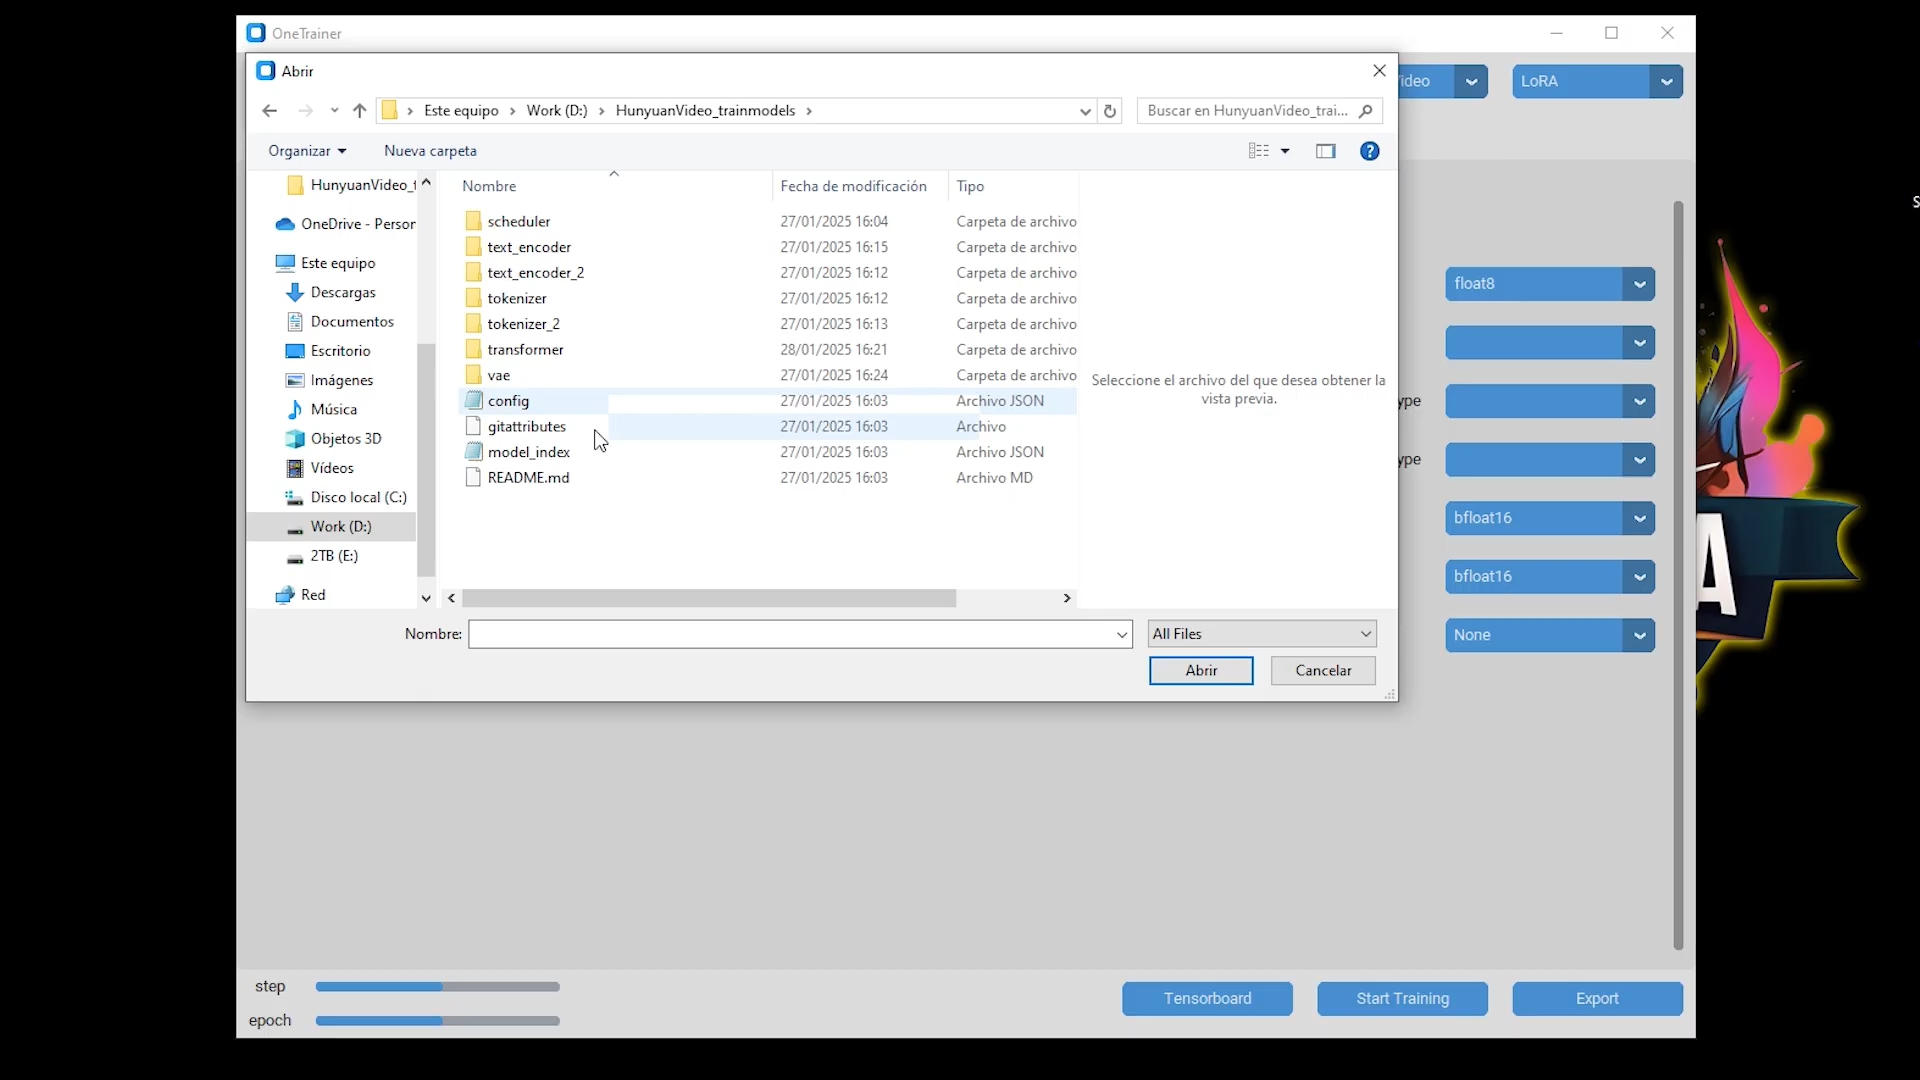 OneTrainer
Abrir
ideo
LoRA
Este equipo
Work (D:)
HunyuanVideo_trainmodels
Buscar en HunyuanVideo_trai...
Organizar
Nueva carpeta
HunyuanVideo_t
OneDrive - Person
Este equipo
Descargas
Documentos
Escritorio
Imágenes
Música
Objetos 3D
Vídeos
Disco local (C:)
Work (D:)
2TB (E:)
Red
Nombre Fecha de modificación Tipo
scheduler 27/01/2025 16:04 Carpeta de archivo
text_encoder 27/01/2025 16:15 Carpeta de archivo
text_encoder_2 27/01/2025 16:12 Carpeta de archivo
tokenizer 27/01/2025 16:12 Carpeta de archivo
tokenizer_2 27/01/2025 16:13 Carpeta de archivo
transformer 28/01/2025 16:21 Carpeta de archivo
vae 27/01/2025 16:24 Carpeta de archivo
config 27/01/2025 16:03 Archivo JSON
gitattributes 27/01/2025 16:03 Archivo
model_index 27/01/2025 16:03 Archivo JSON
README.md 27/01/2025 16:03 Archivo MD
Seleccione el archivo del que desea obtener la
vista previa.
Nombre:
All Files
Abrir
Cancelar
float8
ype
ype
bfloat16
bfloat16
None
A
S
step
epoch
Tensorboard
Start Training
Export